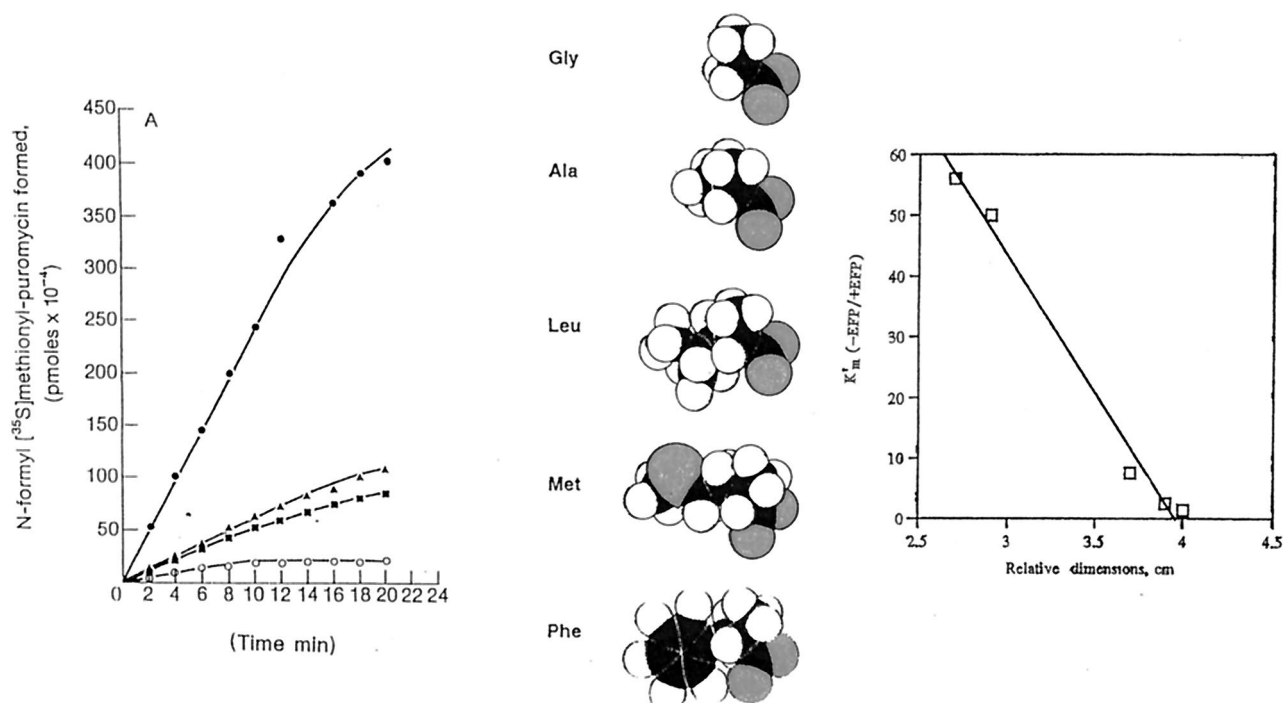 A
N-formyl [³⁵S]methionyl-puromycin formed,
(pmoles x 10⁻⁴)
450
400
350
300
250
200
150
100
50
0 2 4 6 8 10 12 14 16 18 20 22 24
(Time min)
Gly
Ala
Leu
Met
Phe
K'm (-EFP/+EFP)
60
50
40
30
20
10
0
2.5 3 3.5 4 4.5
Relative dimensions, cm